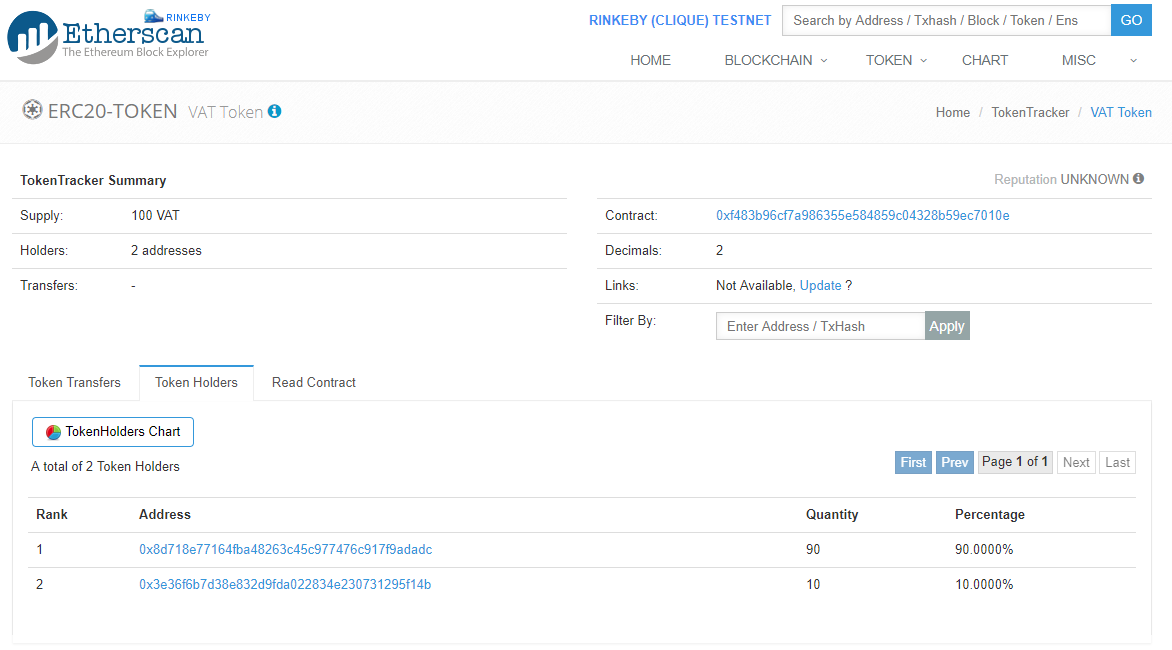 RINKEBY
Etherscan
The Ethereum Block Explorer
RINKEBY (CLIQUE) TESTNET
Search by Address / Txhash / Block / Token / Ens
GO
HOME
BLOCKCHAIN
TOKEN
CHART
MISC
ERC20-TOKEN VAT Token
Home / TokenTracker / VAT Token
TokenTracker Summary
Reputation UNKNOWN
Supply: 100 VAT
Contract: 0xf483b96cf7a986355e584859c04328b59ec7010e
Holders: 2 addresses
Decimals: 2
Transfers: -
Links: Not Available, Update ?
Filter By: Enter Address / TxHash Apply
Token Transfers
Token Holders
Read Contract
TokenHolders Chart
A total of 2 Token Holders
First Prev Page 1 of 1 Next Last
Rank Address Quantity Percentage
1 0x8d718e77164fba48263c45c977476c917f9adadc 90 90.0000%
2 0x3e36f6b7d38e832d9fda022834e230731295f14b 10 10.0000%